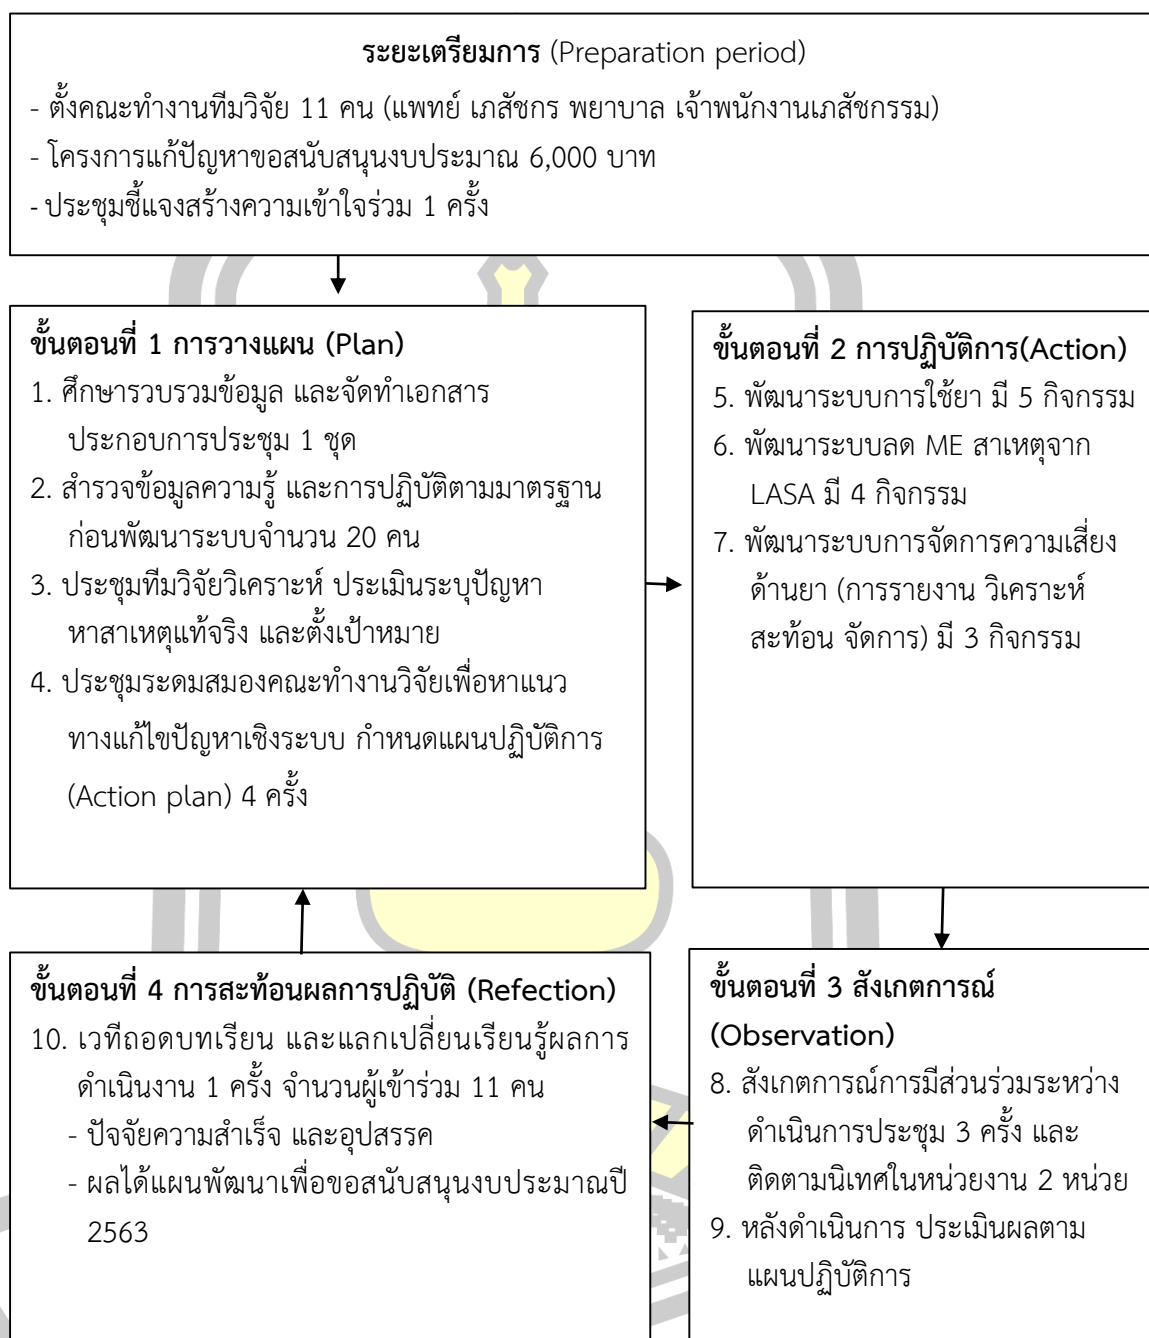 ระยะเตรียมการ (Preparation period)
- ตั้งคณะทำงานทีมวิจัย 11 คน (แพทย์ เภสัชกร พยาบาล เจ้าพนักงานเภสัชกรรม)
- โครงการแก้ปัญหาขอสนับสนุนงบประมาณ 6,000 บาท
- ประชุมชี้แจงสร้างความเข้าใจร่วม 1 ครั้ง
ขั้นตอนที่ 1 การวางแผน (Plan)
1. ศึกษารวบรวมข้อมูล และจัดทำเอกสาร
ประกอบการประชุม 1 ชุด
2. สำรวจข้อมูลความรู้ และการปฏิบัติตามมาตรฐาน
ก่อนพัฒนาระบบจำนวน 20 คน
3. ประชุมทีมวิจัยวิเคราะห์ ประเมินระบุปัญหา
หาสาเหตุแท้จริง และตั้งเป้าหมาย
4. ประชุมระดมสมองคณะทำงานวิจัยเพื่อหาแนว
ทางแก้ไขปัญหาเชิงระบบ กำหนดแผนปฏิบัติการ
(Action plan) 4 ครั้ง
ขั้นตอนที่ 2 การปฏิบัติการ(Action)
5. พัฒนาระบบการใช้ยา มี 5 กิจกรรม
6. พัฒนาระบบลด ME สาเหตุจาก
LASA มี 4 กิจกรรม
7. พัฒนาระบบการจัดการความเสี่ยง
ด้านยา (การรายงาน วิเคราะห์
สะท้อน จัดการ) มี 3 กิจกรรม
ขั้นตอนที่ 3 สังเกตการณ์
(Observation)
8. สังเกตการณ์การมีส่วนร่วมระหว่าง
ดำเนินการประชุม 3 ครั้ง และ
ติดตามนิเทศในหน่วยงาน 2 หน่วย
9. หลังดำเนินการ ประเมินผลตาม
แผนปฏิบัติการ
ขั้นตอนที่ 4 การสะท้อนผลการปฏิบัติ (Refection)
10. เวทีถอดบทเรียน และแลกเปลี่ยนเรียนรู้ผลการ
ดำเนินงาน 1 ครั้ง จำนวนผู้เข้าร่วม 11 คน
- ปัจจัยความสำเร็จ และอุปสรรค
- ผลได้แผนพัฒนาเพื่อขอสนับสนุนงบประมาณปี
2563